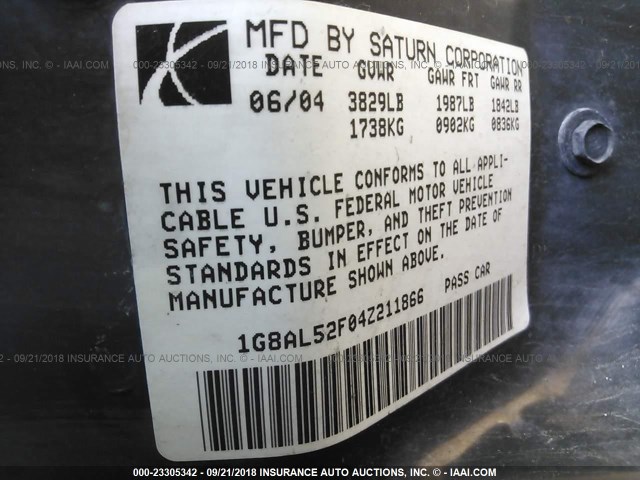 MFD BY SATURN CORPORATION
DATE GVWR GAWR FRT GAWR RR
06/04 3829LB 1987LB 1842LB
1738KG 0902KG 0836KG
THIS VEHICLE CONFORMS TO ALL APPLI-
CABLE U.S. FEDERAL MOTOR VEHICLE
SAFETY, BUMPER, AND THEFT PREVENTION
STANDARDS IN EFFECT ON THE DATE OF
MANUFACTURE SHOWN ABOVE.
1G8AL52F04Z211866 PASS CAR
000-23305342 - 09/21/2018 INSURANCE AUTO AUCTIONS, INC. - IAAI.COM